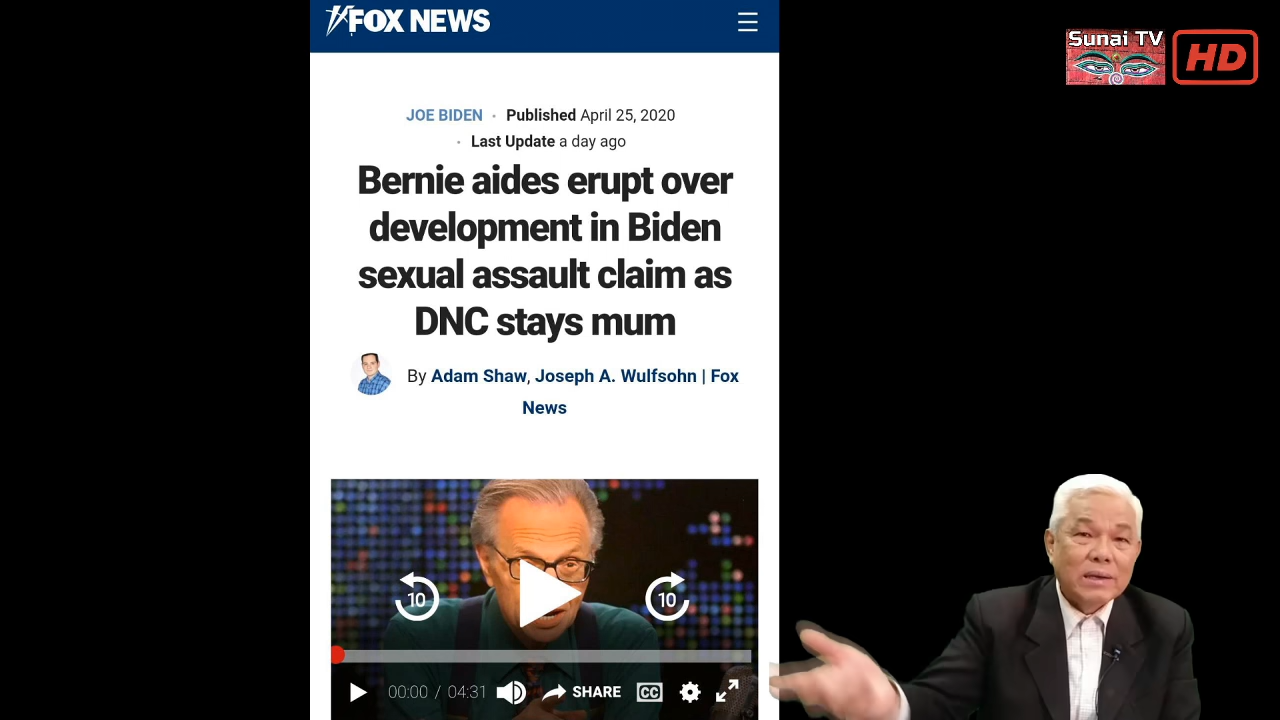 FOX NEWS
Sunai TV
HD
JOE BIDEN · Published April 25, 2020
· Last Update a day ago
Bernie aides erupt over
development in Biden
sexual assault claim as
DNC stays mum
By Adam Shaw, Joseph A. Wulfsohn | Fox
News
10
10
00:00 / 04:31
SHARE
CC